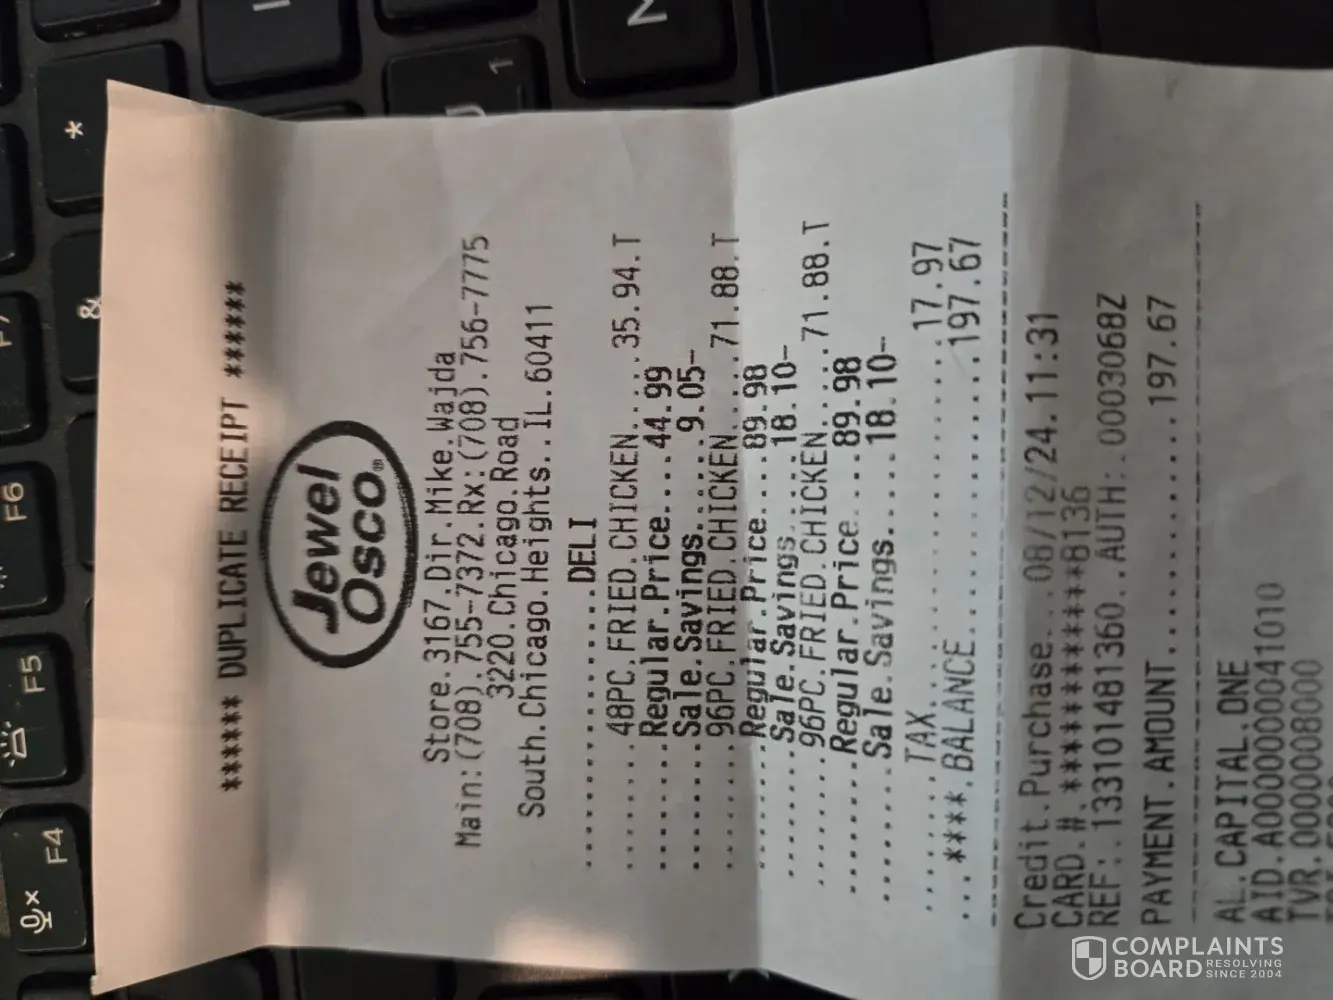 ****** DUPLICATE RECEIPT ******
Jewel
Osco®
Store.3167.Dir.Mike.Wajda
Main:(708).755-7372.Rx:(708).756-7775
3220.Chicago.Road
South.Chicago.Heights..IL.60411
DELI
48PC.FRIED.CHICKEN.....35.94.T
Regular.Price....44.99
Sale.Savings......9.05-
96PC.FRIED.CHICKEN.....71.88.T
Regular.Price....89.98
Sale.Savings.....18.10-
96PC.FRIED.CHICKEN.....71.88.T
Regular.Price....89.98
Sale.Savings.....18.10-
TAX 17.97
****.BALANCE 197.67
Credit.Purchase...08/12/24.11:31
CARD.#.************8136
REF:.133101481360..AUTH:.0003068Z
PAYMENT.AMOUNT 197.67
AL.CAPITAL.ONE
AID.A0000000041010
TVR.0000008000
* & F7 F6 F5 F4
COMPLAINTS
BOARD RESOLVING
SINCE 2004